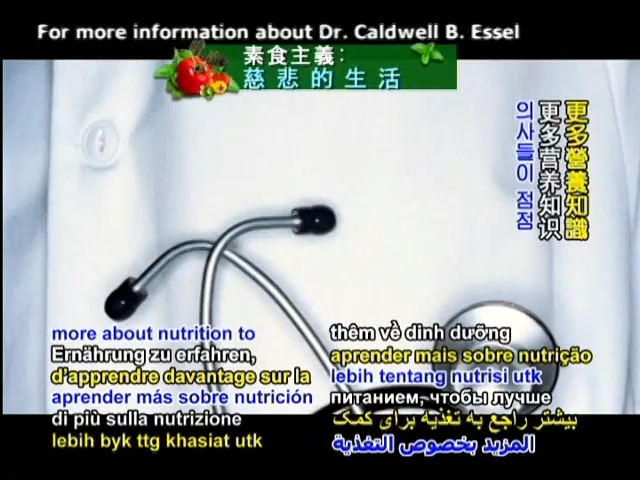 For more information about Dr. Caldwell B. Essel
素食主義:
慈悲的生活
更多營養知識
更多营养知识
의사들이 점점
more about nutrition to
Ernährung zu erfahren,
d'apprendre davantage sur la
aprender más sobre nutrición
di più sulla nutrizione
lebih byk ttg khasiat utk
thêm về dinh dưỡng
aprender mais sobre nutrição
lebih tentang nutrisi utk
питанием, чтобы лучше
بیشتر راجع به تغذیه برای کمک
المزيد بخصوص التغذية